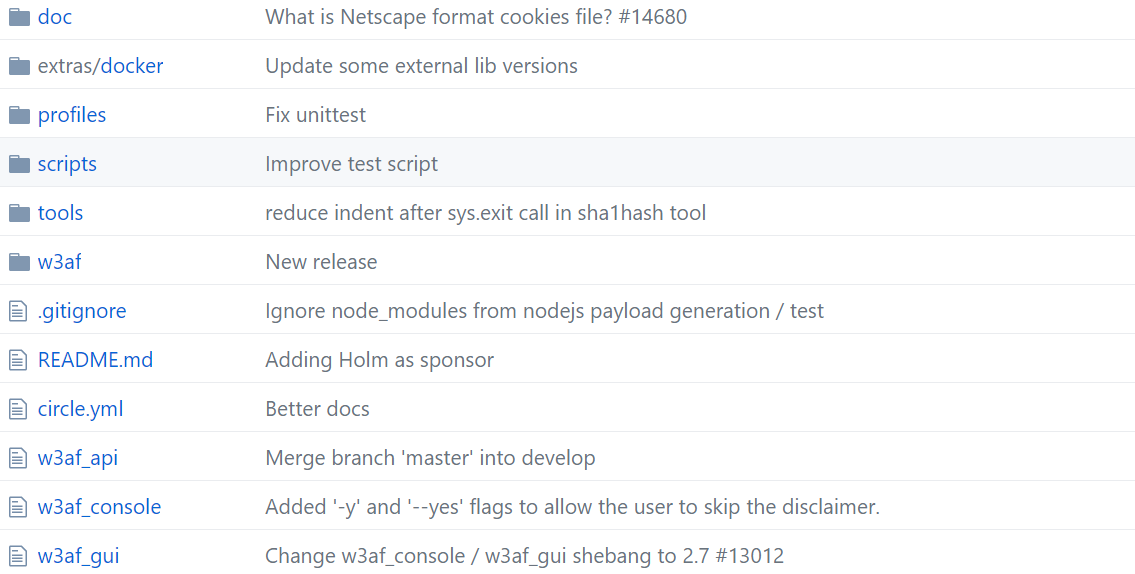 doc What is Netscape format cookies file? #14680
extras/docker Update some external lib versions
profiles Fix unittest
scripts Improve test script
tools reduce indent after sys.exit call in sha1hash tool
w3af New release
.gitignore Ignore node_modules from nodejs payload generation / test
README.md Adding Holm as sponsor
circle.yml Better docs
w3af_api Merge branch 'master' into develop
w3af_console Added '-y' and '--yes' flags to allow the user to skip the disclaimer.
w3af_gui Change w3af_console / w3af_gui shebang to 2.7 #13012